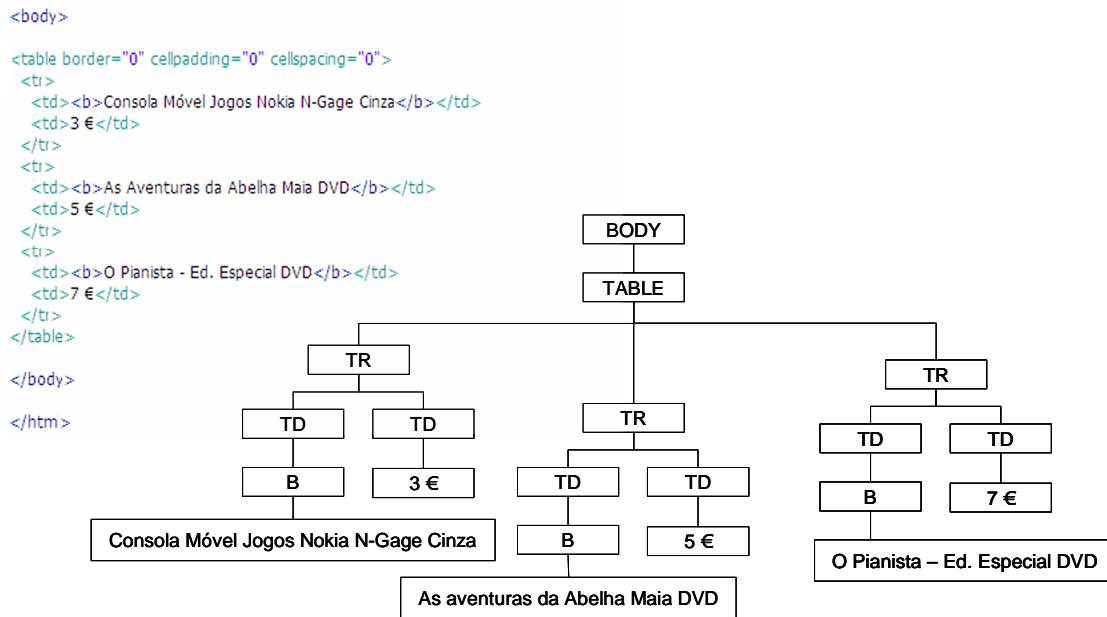 <body>
<table border="0" cellpadding="0" cellspacing="0">
<tr>
<td><b>Consola Móvel Jogos Nokia N-Gage Cinza</b></td>
<td>3 €</td>
</tr>
<tr>
<td><b>As Aventuras da Abelha Maia DVD</b></td>
<td>5 €</td>
</tr>
<tr>
<td><b>O Pianista - Ed. Especial DVD</b></td>
<td>7 €</td>
</tr>
</table>
</body>
</htm>
BODY
TABLE
TR
TD TD
B 3 €
Consola Móvel Jogos Nokia N-Gage Cinza
TR
TD TD
B 5 €
As aventuras da Abelha Maia DVD
TR
TD TD
B 7 €
O Pianista – Ed. Especial DVD